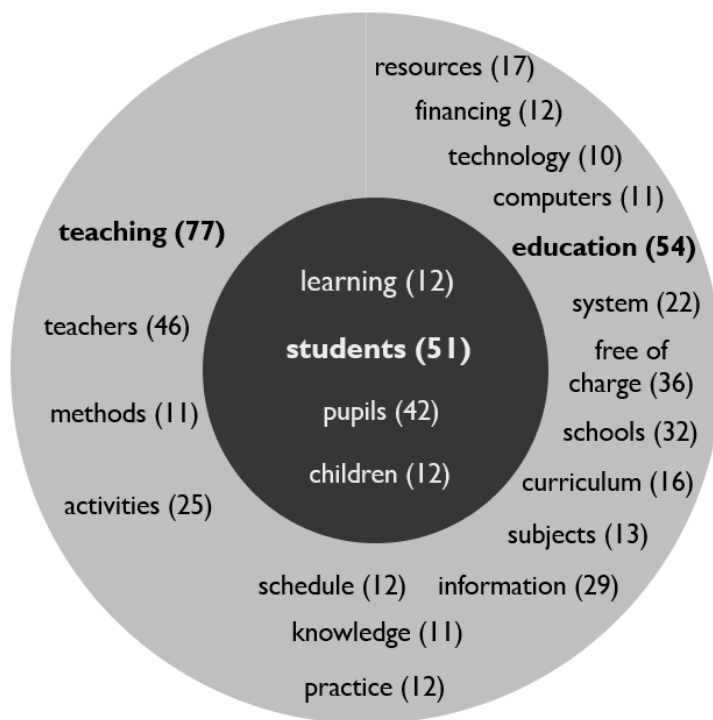 resources (17)
financing (12)
technology (10)
computers (11)
teaching (77)
education (54)
learning (12)
system (22)
teachers (46)
students (51)
free of
charge (36)
methods (11)
pupils (42)
schools (32)
children (12)
curriculum (16)
activities (25)
subjects (13)
schedule (12)
information (29)
knowledge (11)
practice (12)